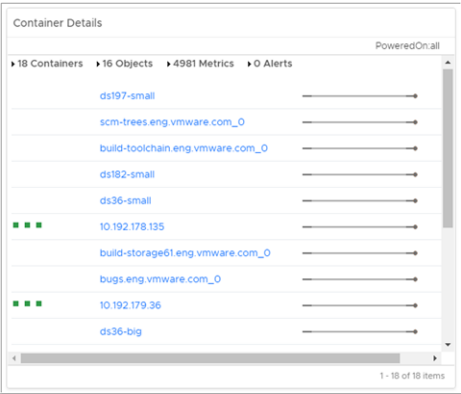 Container Details
PoweredOn:all
18 Containers 16 Objects 4981 Metrics 0 Alerts
ds197-small
scm-trees.eng.vmware.com_0
build-toolchain.eng.vmware.com_0
ds182-small
ds36-small
10.192.178.135
build-storage61.eng.vmware.com_0
bugs.eng.vmware.com_0
10.192.179.36
ds36-big
1 - 18 of 18 items